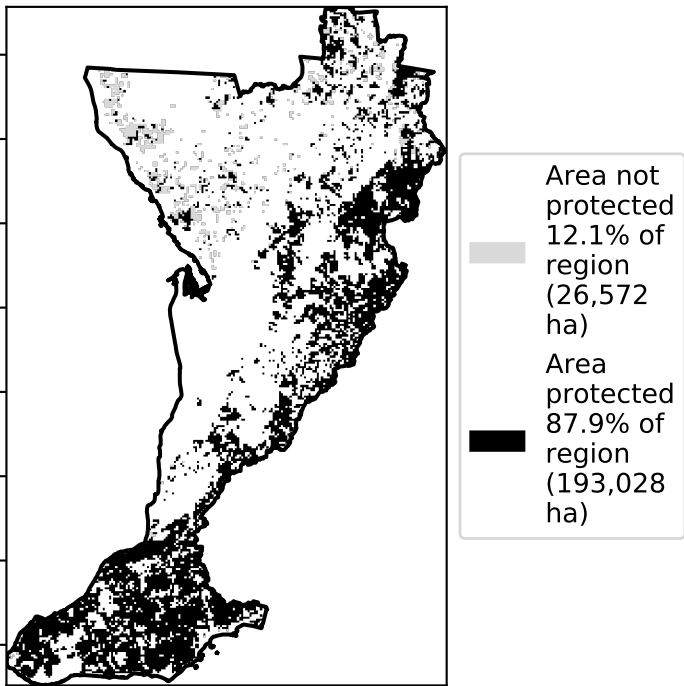 Area not
protected
12.1% of
region
(26,572
ha)
Area
protected
87.9% of
region
(193,028
ha)